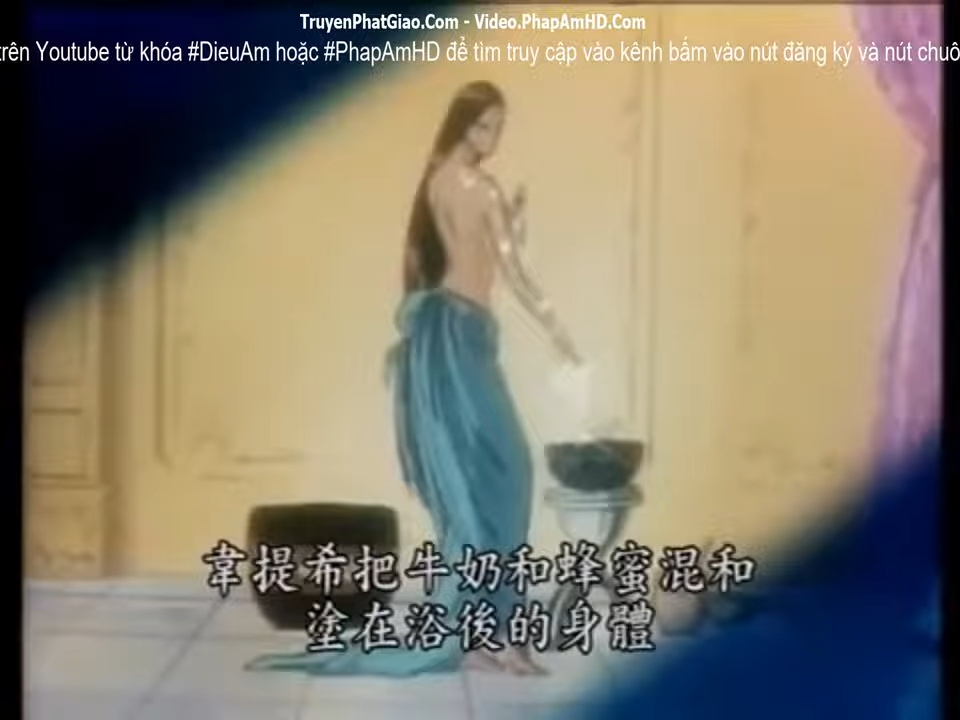 TruyenPhatGiao.Com - Video.PhapAmHD.Com
trên Youtube từ khóa #DieuAm hoặc #PhapAmHD để tìm truy cập vào kênh bấm vào nút đăng ký và nút chuô
韋提希把牛奶和蜂蜜混和
塗在浴後的身體